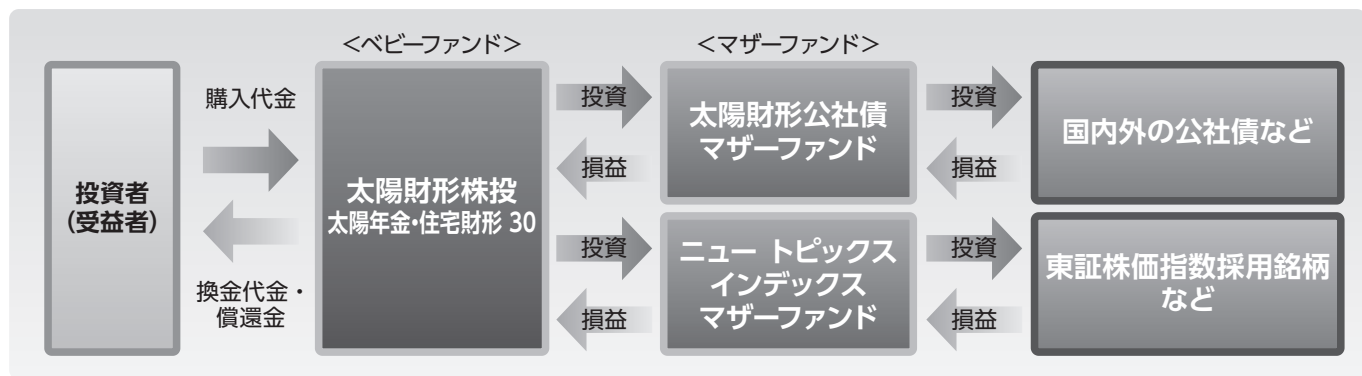 ＜ベビーファンド＞
＜マザーファンド＞
投資者
（受益者）
購入代金
換金代金・
償還金
太陽財形株投
太陽年金・住宅財形 30
投資
損益
投資
損益
太陽財形公社債
マザーファンド
ニュー トピックス
インデックス
マザーファンド
投資
損益
投資
損益
国内外の公社債など
東証株価指数採用銘柄
など